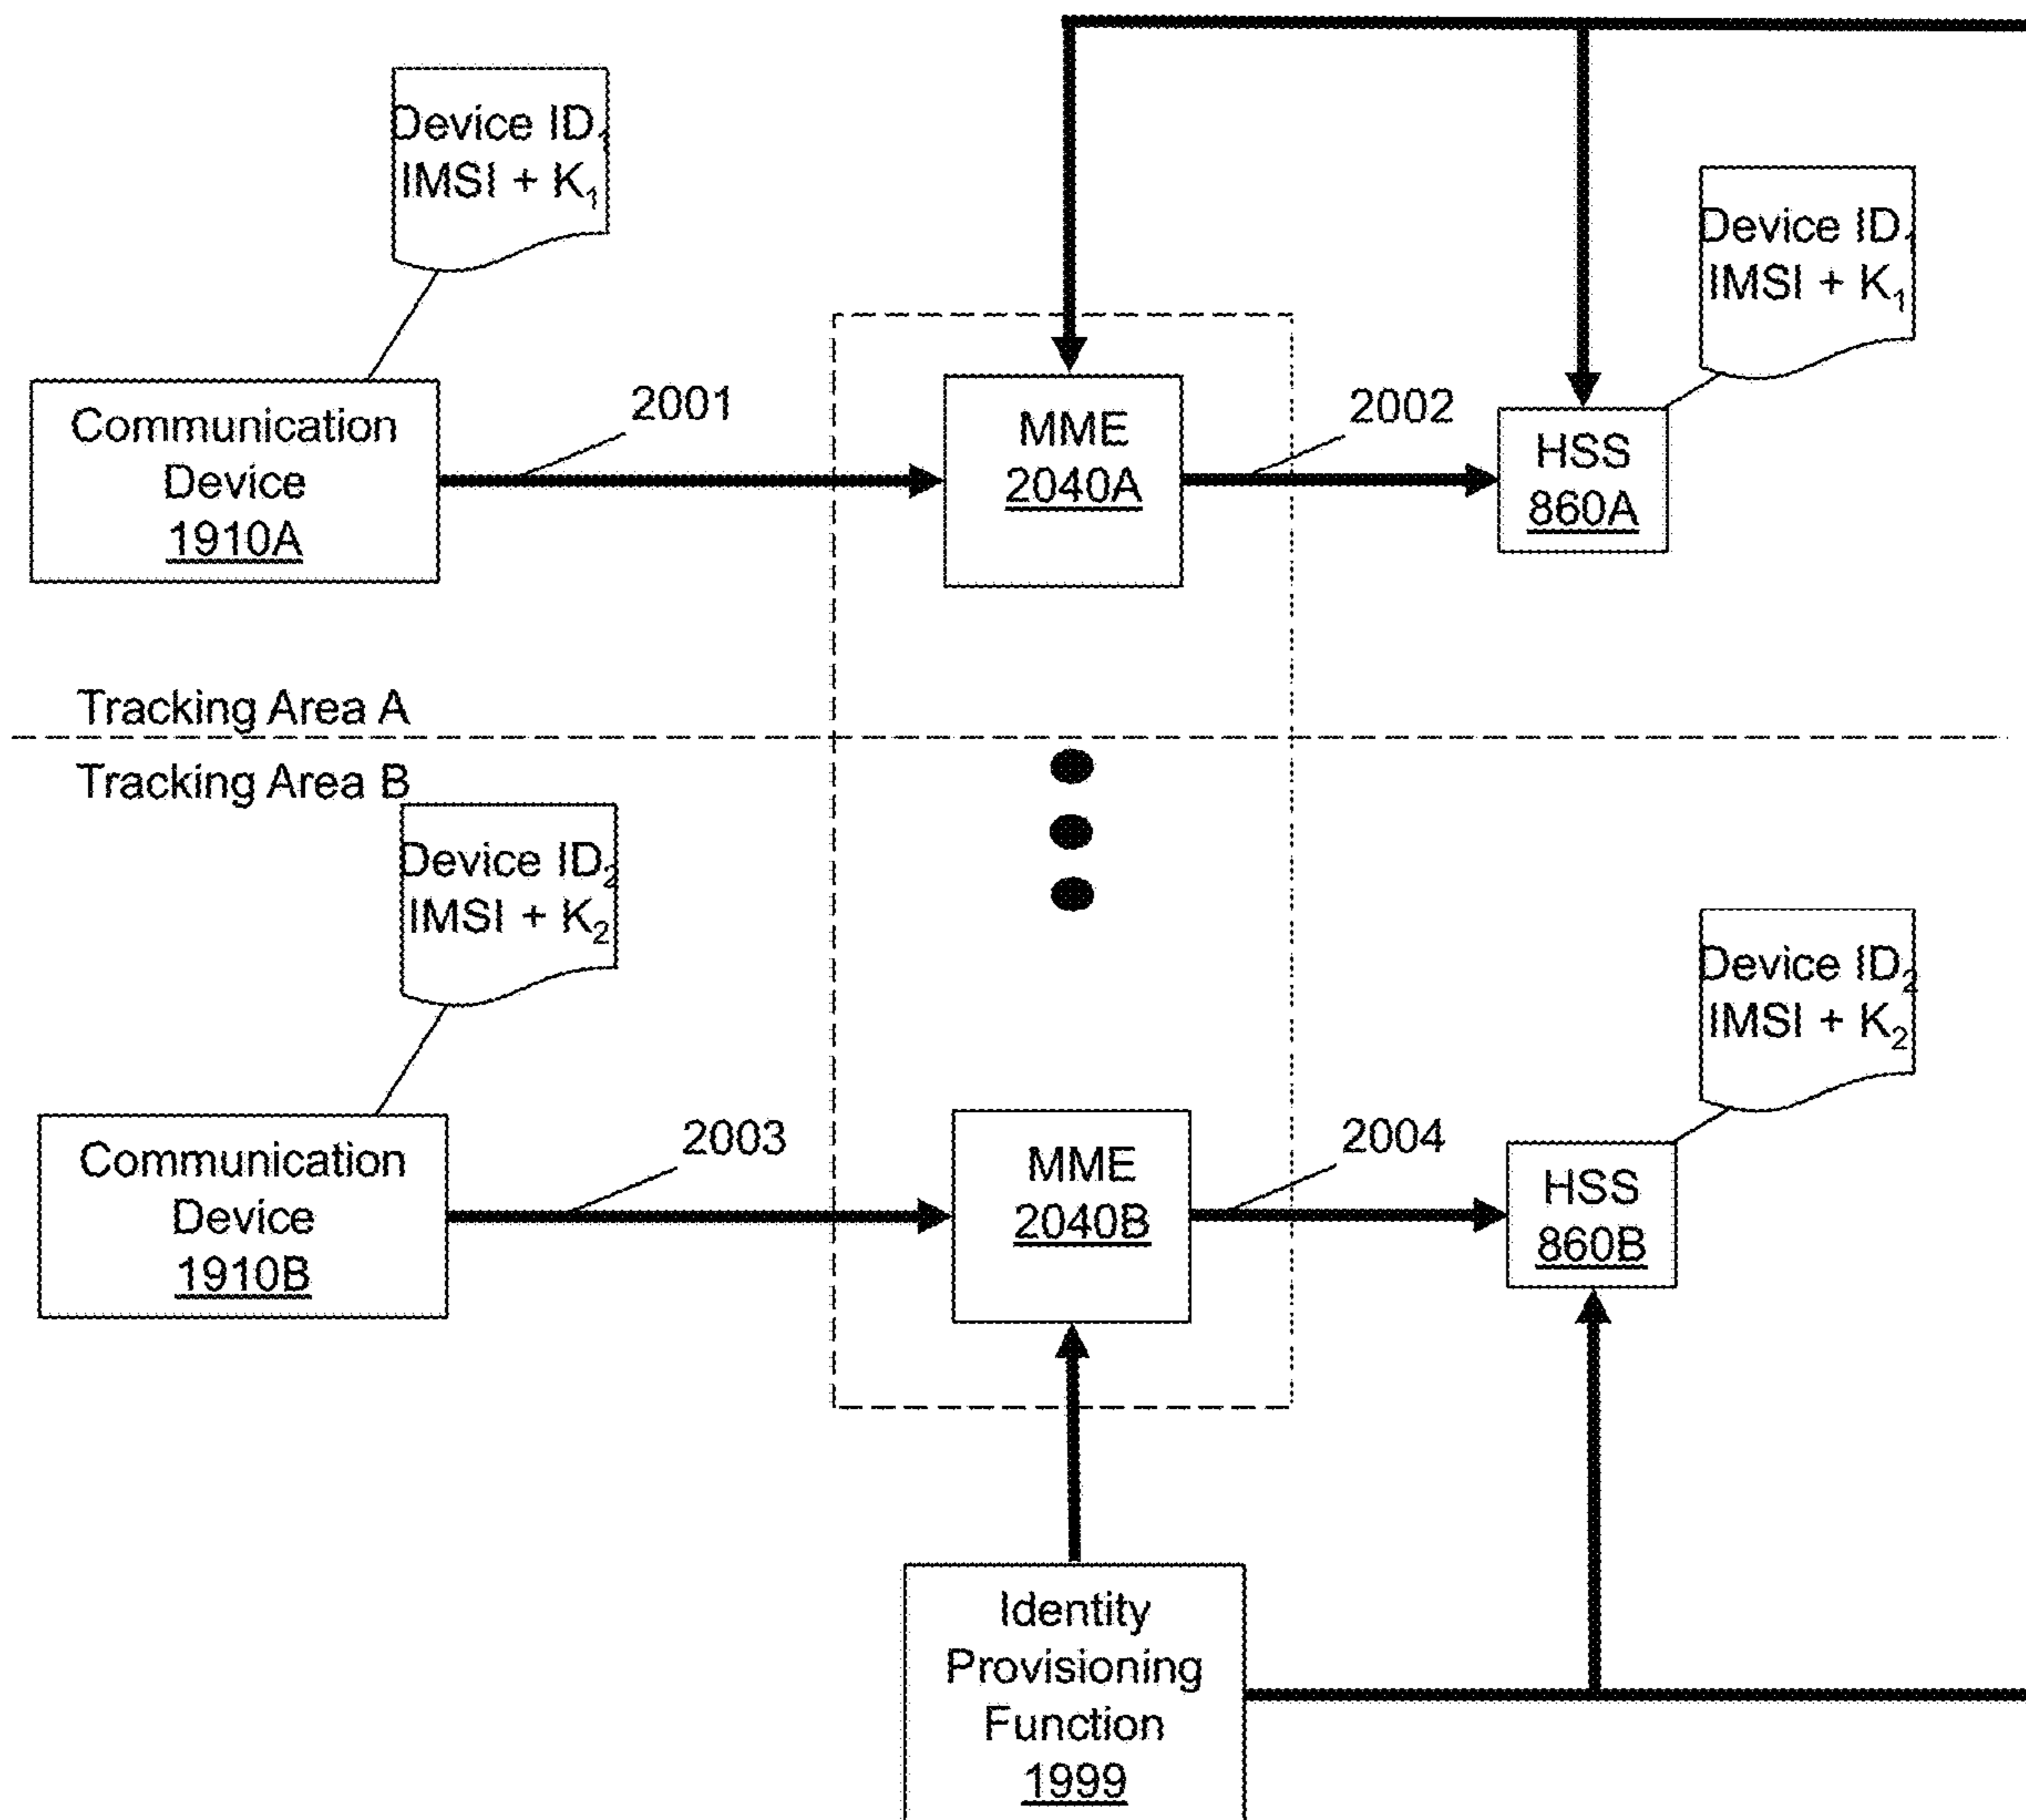 Device ID₁
IMSI + K₁
Device ID₁
IMSI + K₁
Communication
Device
1910A
2001
MME
2040A
2002
HSS
860A
Tracking Area A
Tracking Area B
Device ID₂
IMSI + K₂
Device ID₂
IMSI + K₂
Communication
Device
1910B
2003
MME
2040B
2004
HSS
860B
Identity
Provisioning
Function
1999